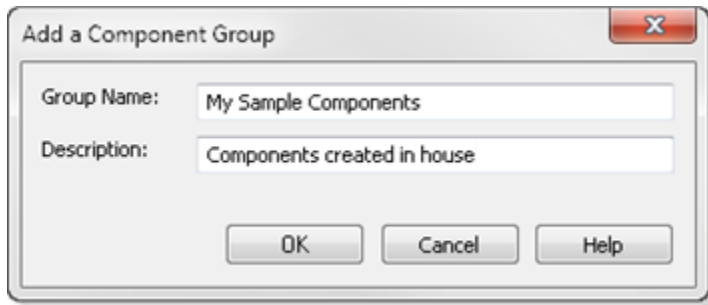 Add a Component Group
Group Name: My Sample Components
Description: Components created in house
OK Cancel Help